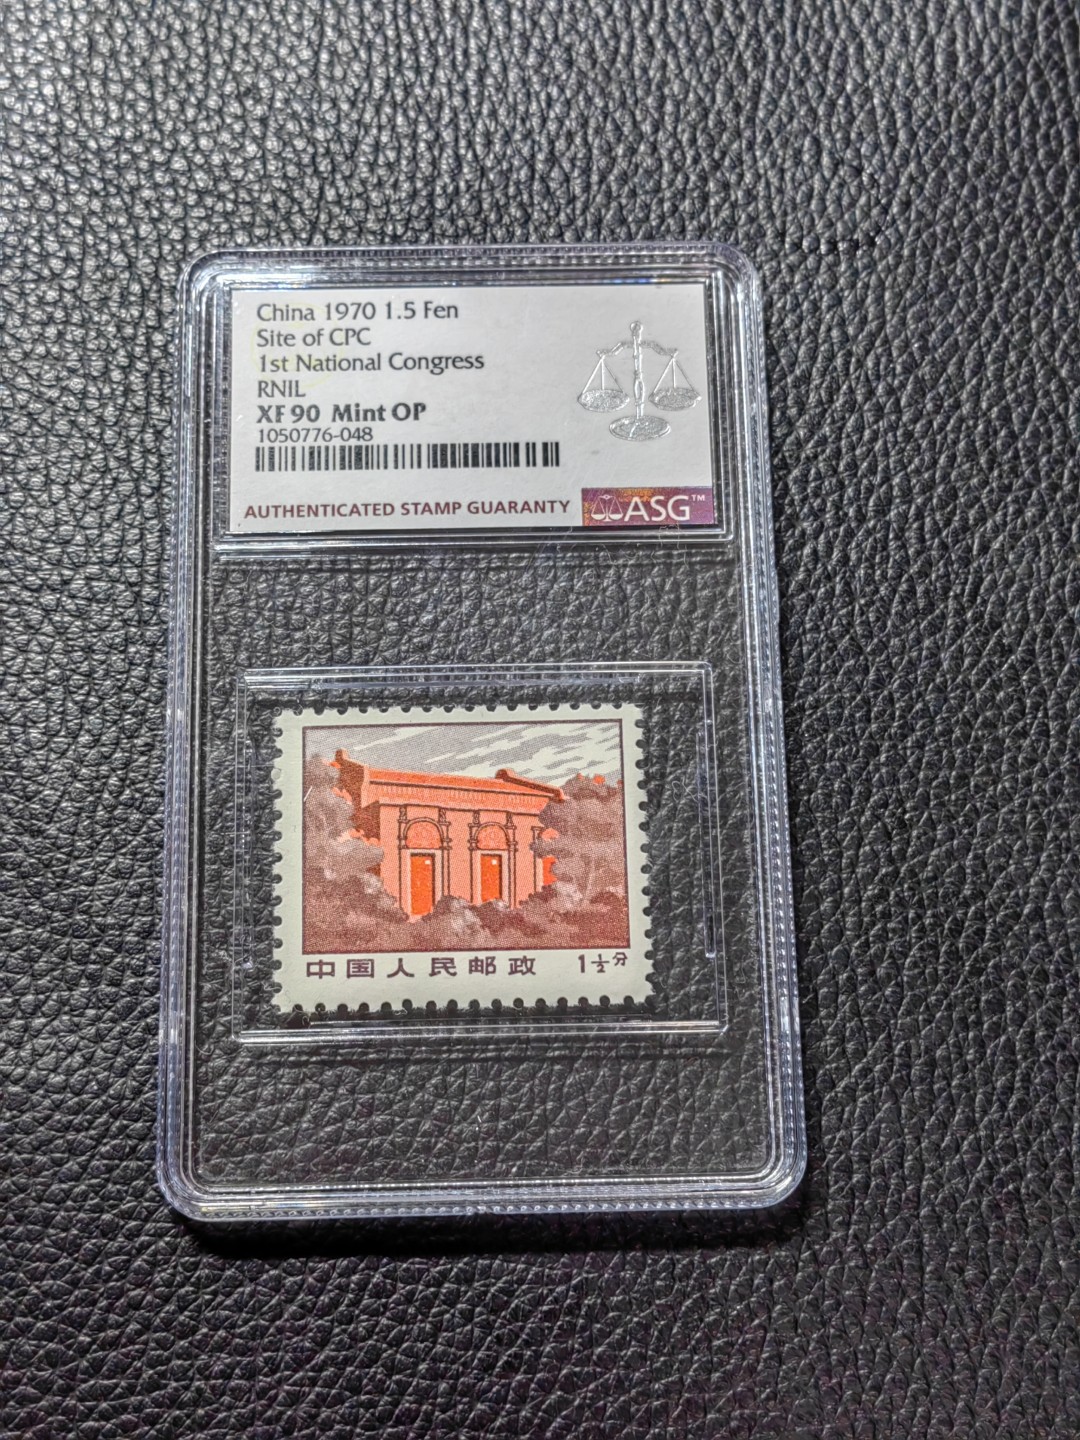 China 1970 1.5 Fen
Site of CPC
1st National Congress
RNIL
XF 90 Mint OP
1050776-048
AUTHENTICATED STAMP GUARANTY
ASG™
中国人民邮政 1½分